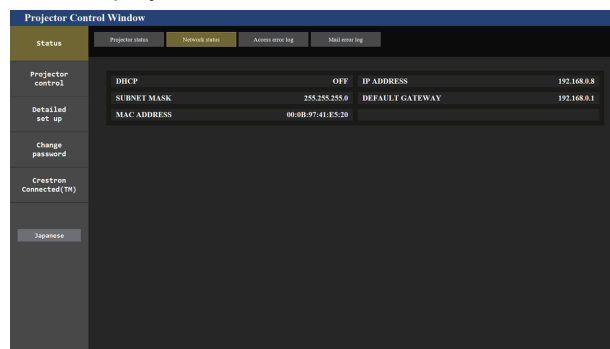 Projector Control Window
Status
Projector status
Network status
Access error log
Mail error log
Projector
control
Detailed
set up
Change
password
Crestron
Connected(TM)
Japanese
DHCP OFF IP ADDRESS 192.168.0.8
SUBNET MASK 255.255.255.0 DEFAULT GATEWAY 192.168.0.1
MAC ADDRESS 00:0B:97:41:E5:20